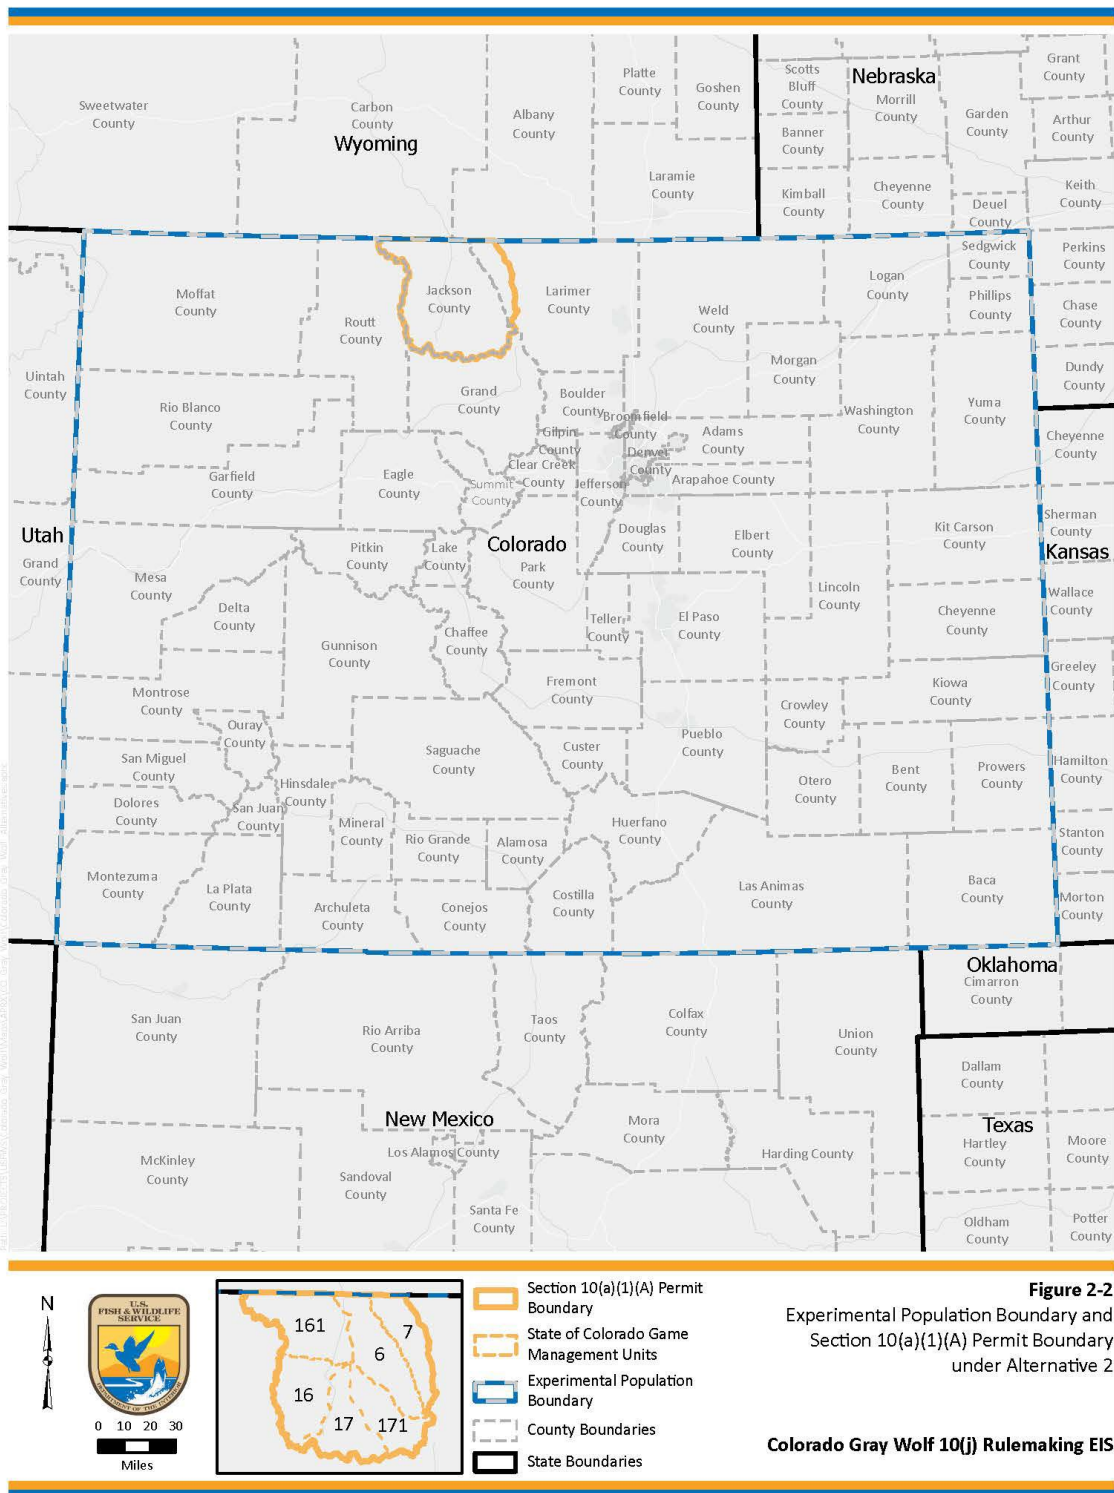 Sweetwater
County
Carbon
County
Wyoming
Albany
County
Platte
County
Goshen
County
Laramie
County
Scotts
Bluff
County
Nebraska
Morrill
County
Garden
County
Grant
County
Arthur
County
Banner
County
Kimball
County
Cheyenne
County
Deuel
County
Keith
County
Sedgwick
County
Perkins
County
Moffat
County
Routt
County
Jackson
County
Larimer
County
Weld
County
Logan
County
Phillips
County
Chase
County
Uintah
County
Rio Blanco
County
Grand
County
Boulder
County
Broomfield
County
Morgan
County
Washington
County
Yuma
County
Dundy
County
Garfield
County
Eagle
County
Summit
County
Gilpin
County
Clear Creek
County
Jefferson
County
Denver
County
Adams
County
Arapahoe County
Cheyenne
County
Utah
Grand
County
Mesa
County
Pitkin
County
Lake
County
Colorado
Park
County
Douglas
County
Elbert
County
Lincoln
County
Kit Carson
County
Sherman
County
Kansas
Wallace
County
Delta
County
Gunnison
County
Chaffee
County
Teller
County
El Paso
County
Cheyenne
County
Greeley
County
Montrose
County
Ouray
County
Fremont
County
Crowley
County
Kiowa
County
San Miguel
County
Hinsdale
County
Saguache
County
Custer
County
Pueblo
County
Otero
County
Bent
County
Prowers
County
Hamilton
County
Dolores
County
San Juan
County
Mineral
County
Rio Grande
County
Alamosa
County
Huerfano
County
Stanton
County
Montezuma
County
La Plata
County
Archuleta
County
Conejos
County
Costilla
County
Las Animas
County
Baca
County
Morton
County
San Juan
County
Rio Arriba
County
Taos
County
Colfax
County
Union
County
Oklahoma
Cimarron
County
Dallam
County
New Mexico
Mora
County
Texas
Hartley
County
Moore
County
McKinley
County
Los Alamos County
Sandoval
County
Santa Fe
County
Harding County
Oldham
County
Potter
County
N
U.S.
FISH & WILDLIFE
SERVICE
DEPARTMENT OF THE INTERIOR
0 10 20 30
Miles
161
7
6
16
17
171
Section 10(a)(1)(A) Permit
Boundary
State of Colorado Game
Management Units
Experimental Population
Boundary
County Boundaries
State Boundaries
Figure 2-2
Experimental Population Boundary and
Section 10(a)(1)(A) Permit Boundary
under Alternative 2
Colorado Gray Wolf 10(j) Rulemaking EIS